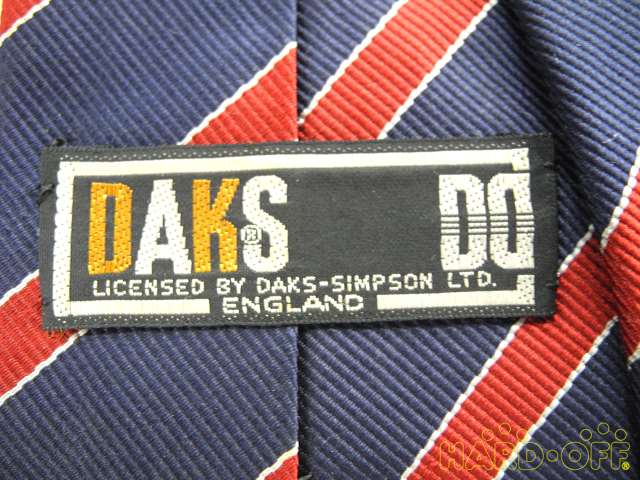 DAKS® DD
LICENSED BY DAKS-SIMPSON LTD.
ENGLAND
HARD-OFF